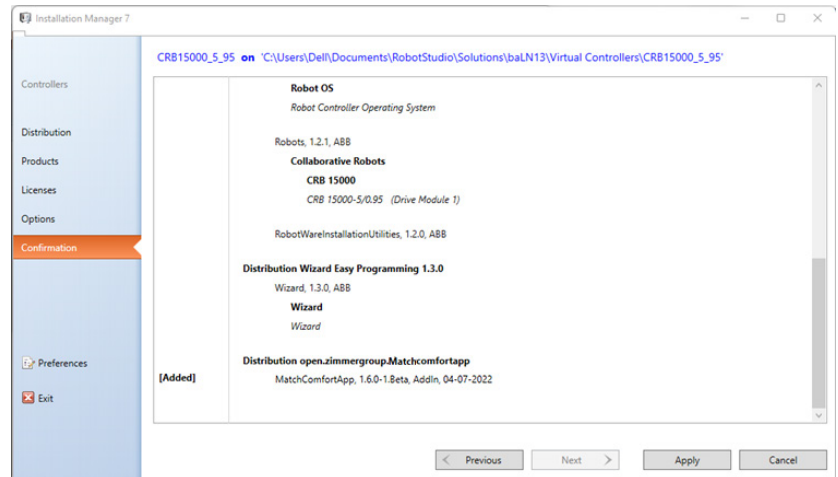 Installation Manager 7
CRB15000_5_95 on 'C:\Users\Dell\Documents\RobotStudio\Solutions\baLN13\Virtual Controllers\CRB15000_5_95'
Controllers
Distribution
Products
Licenses
Options
Confirmation
Preferences
Exit
Robot OS
Robot Controller Operating System
Robots, 1.2.1, ABB
Collaborative Robots
CRB 15000
CRB 15000-5/0.95 (Drive Module 1)
RobotWareInstallationUtilities, 1.2.0, ABB
Distribution Wizard Easy Programming 1.3.0
Wizard, 1.3.0, ABB
Wizard
Wizard
Distribution open.zimmergroup.Matchcomfortapp
[Added] MatchComfortApp, 1.6.0-1.Beta, AddIn, 04-07-2022
Previous Next Apply Cancel